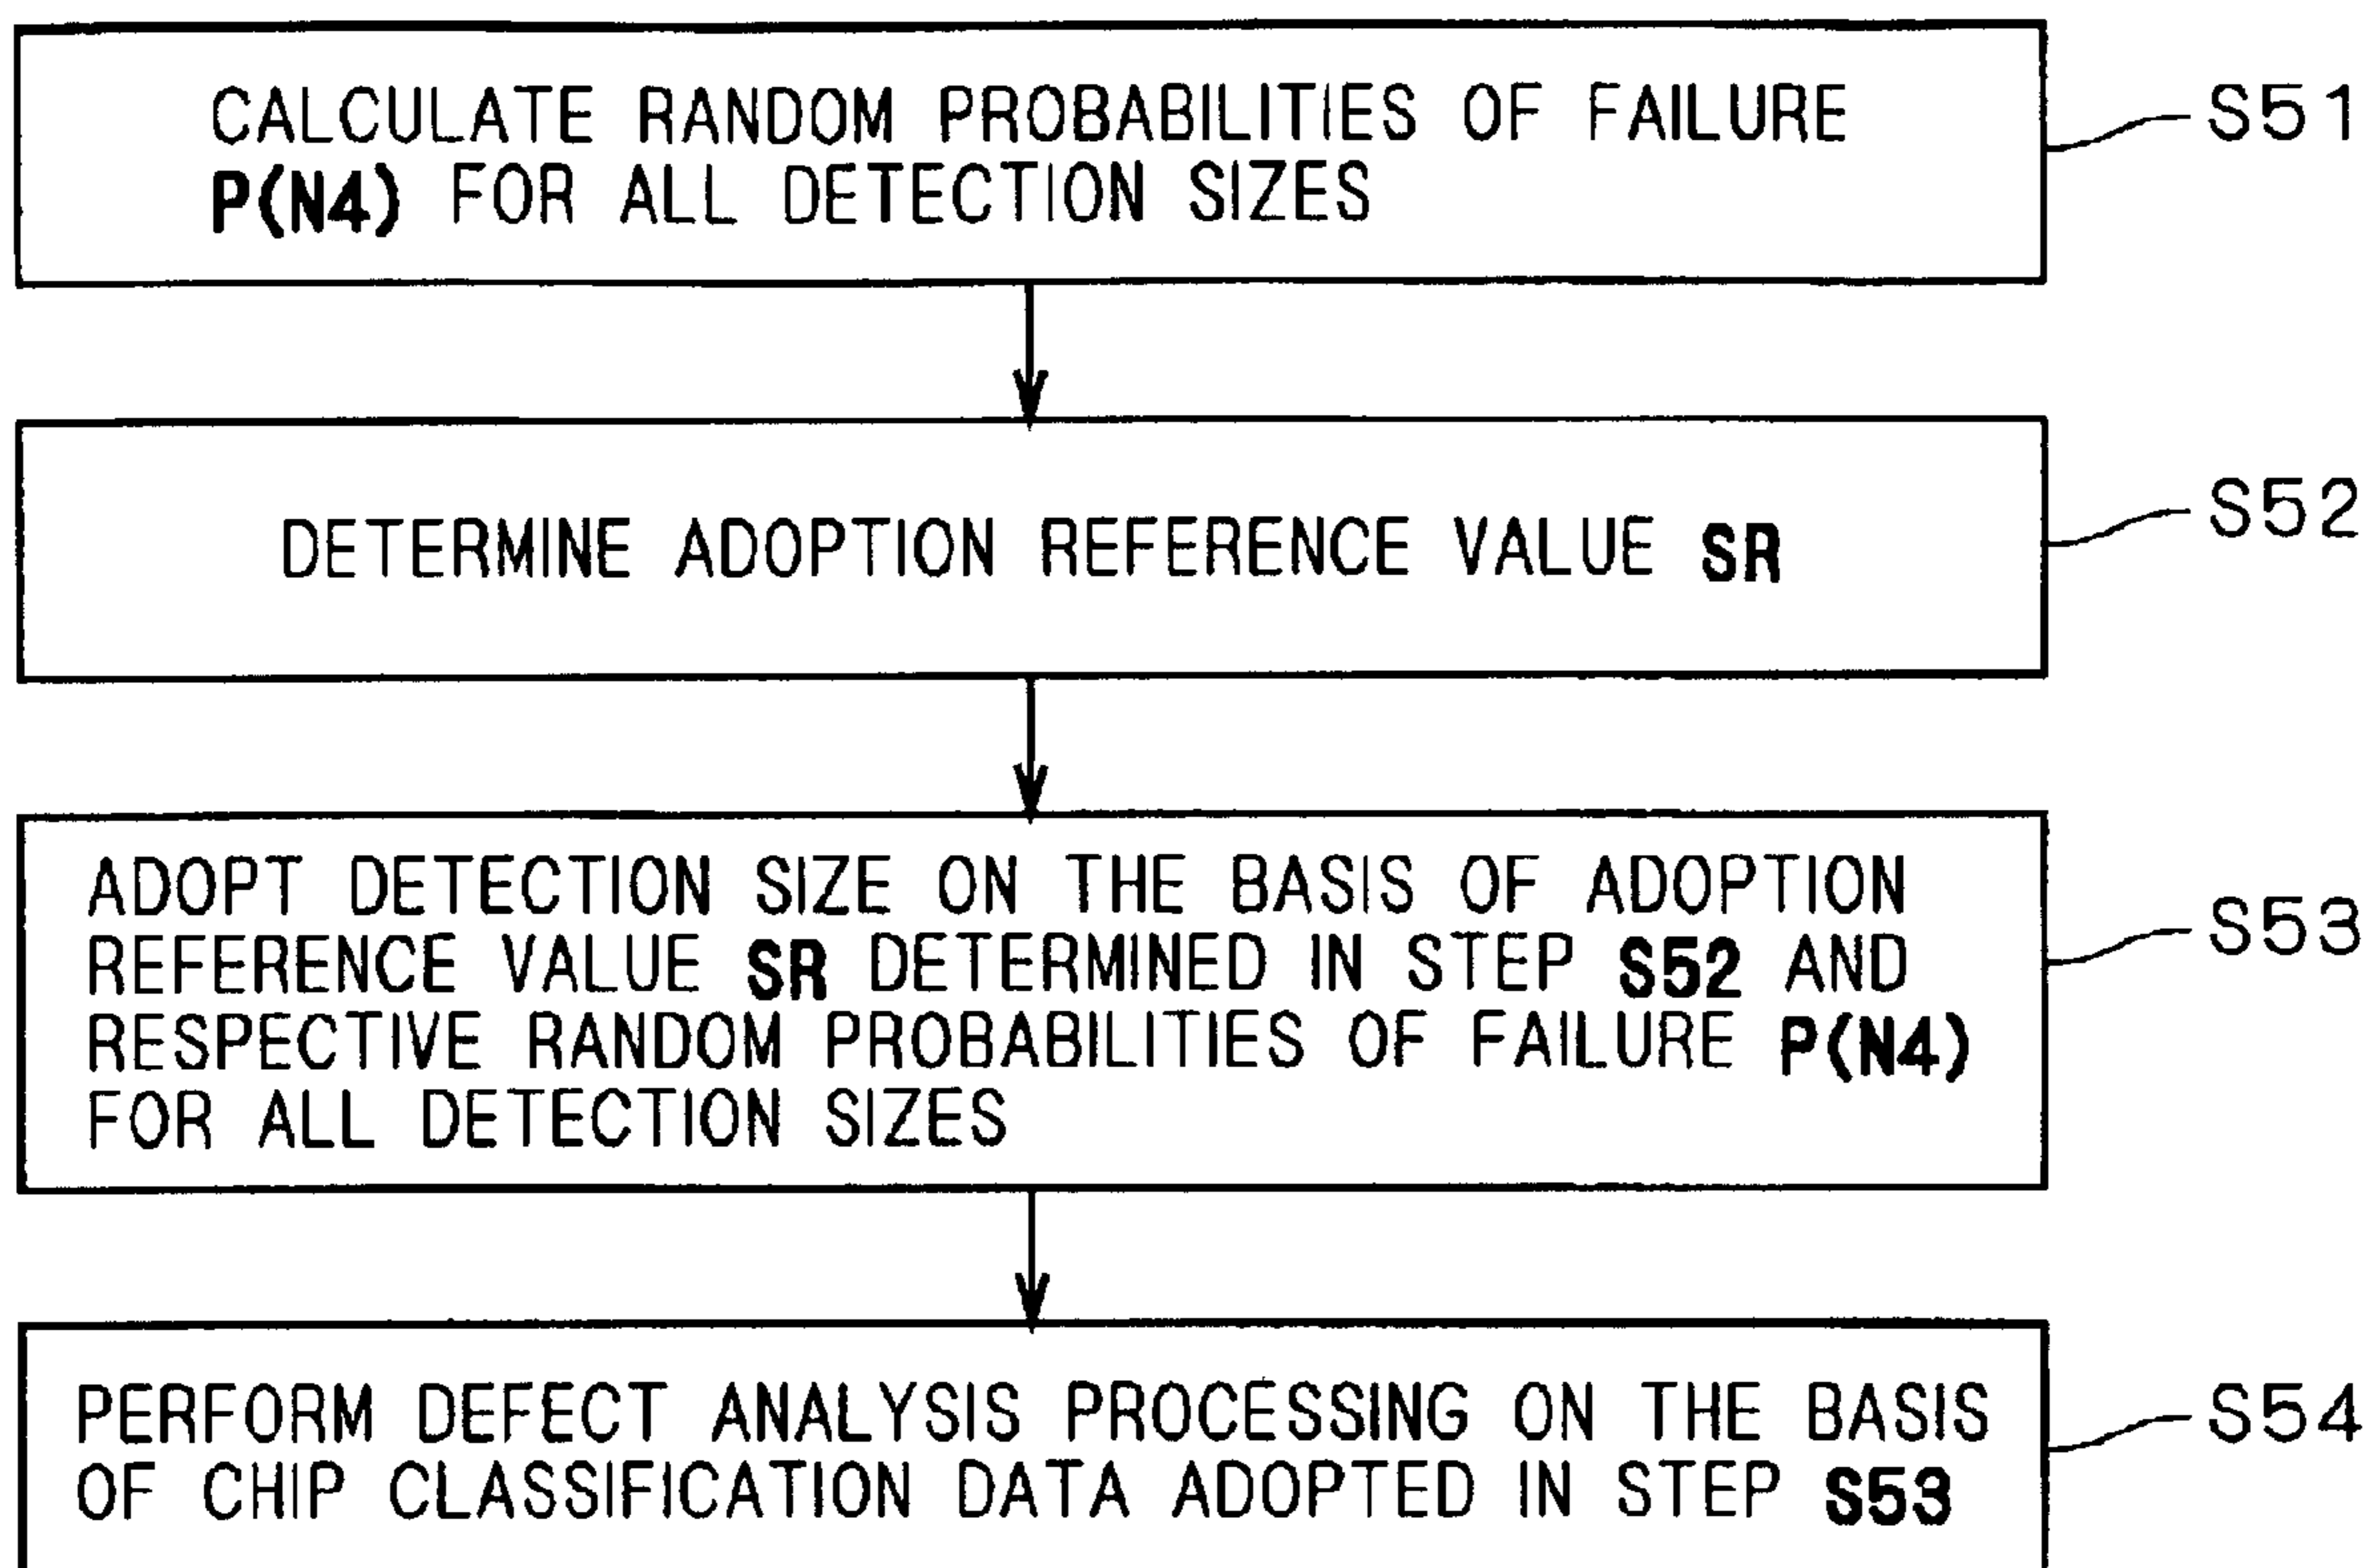 CALCULATE RANDOM PROBABILITIES OF FAILURE
P(N4) FOR ALL DETECTION SIZES
S51
DETERMINE ADOPTION REFERENCE VALUE SR
S52
ADOPT DETECTION SIZE ON THE BASIS OF ADOPTION
REFERENCE VALUE SR DETERMINED IN STEP S52 AND
RESPECTIVE RANDOM PROBABILITIES OF FAILURE P(N4)
FOR ALL DETECTION SIZES
S53
PERFORM DEFECT ANALYSIS PROCESSING ON THE BASIS
OF CHIP CLASSIFICATION DATA ADOPTED IN STEP S53
S54